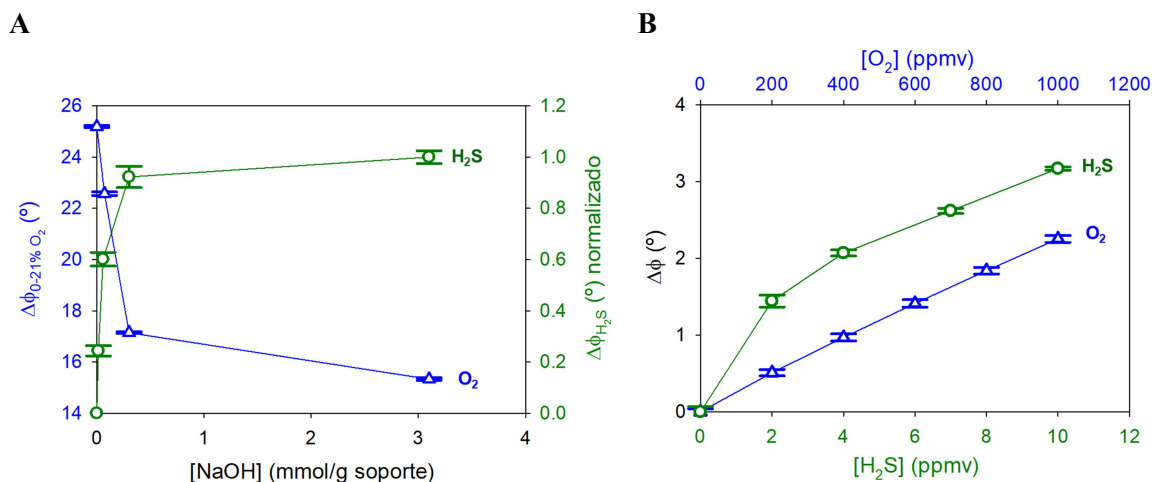 A
26
24
22
20
18
16
14
Δϕ0-21% O₂ (º)
1.2
1.0
0.8
0.6
0.4
0.2
0.0
ΔϕH₂S (º) normalizado
H₂S
O₂
0 1 2 3 4
[NaOH] (mmol/g soporte)
B
[O₂] (ppmv)
0 200 400 600 800 1000 1200
4
3
2
1
0
Δϕ (º)
H₂S
O₂
0 2 4 6 8 10 12
[H₂S] (ppmv)